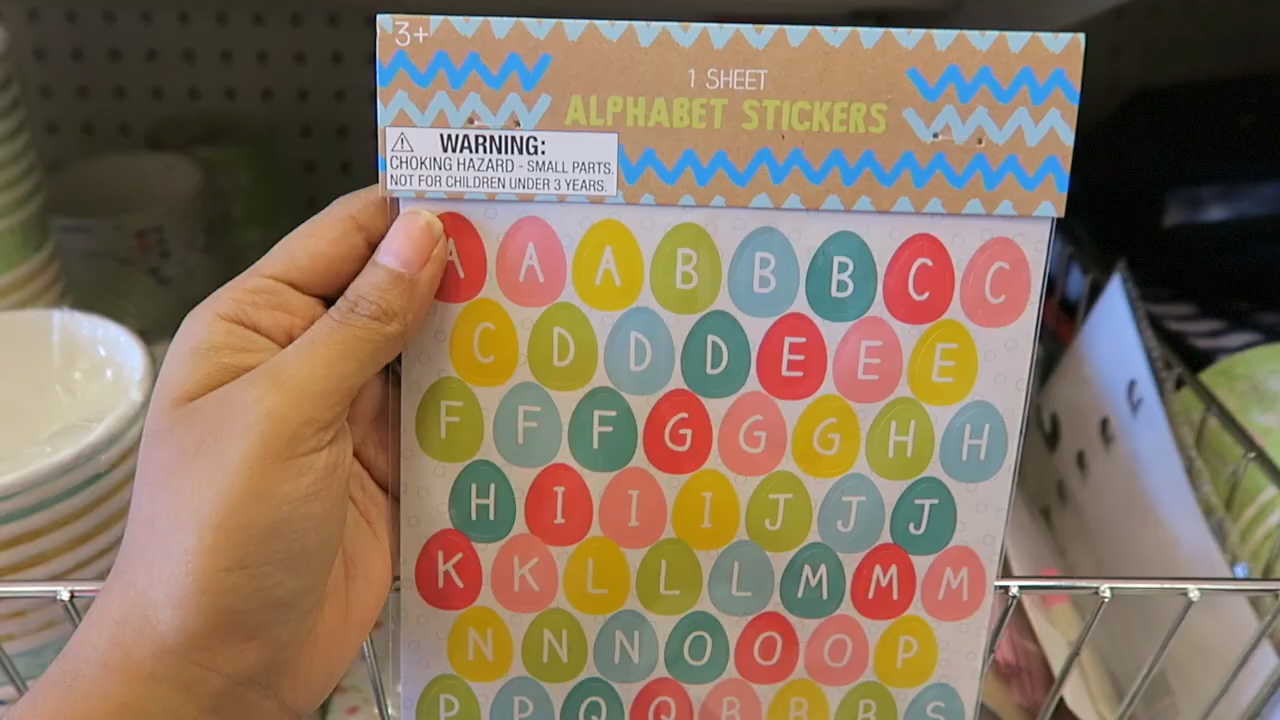 3+
1 SHEET
ALPHABET STICKERS
WARNING:
CHOKING HAZARD - SMALL PARTS.
NOT FOR CHILDREN UNDER 3 YEARS.
A A A B B B C C
C D D D E E E
F F F G G G H H
H I I I J J J
K K L L L M M M
N N N O O O P
P P Q R R R R S